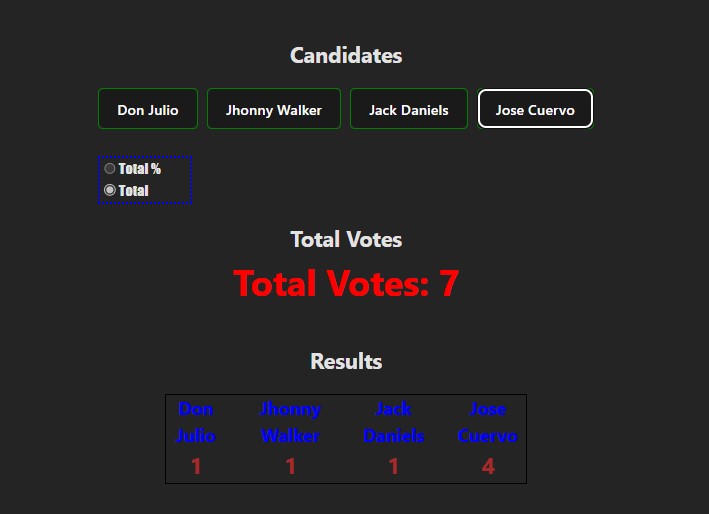 Candidates
Don Julio Jhonny Walker Jack Daniels Jose Cuervo
Total %
Total
Total Votes
Total Votes: 7
Results
Don Jhonny Jack Jose
Julio Walker Daniels Cuervo
1 1 1 4